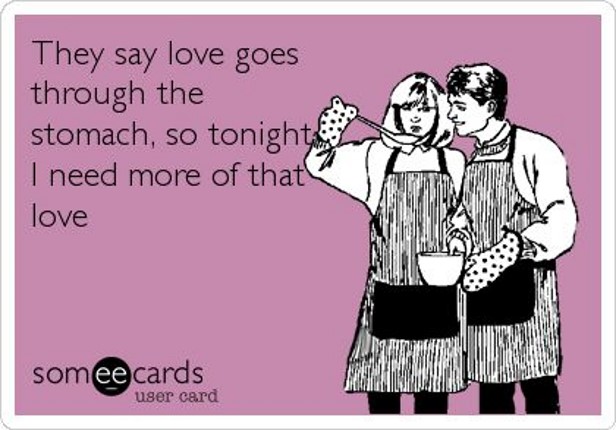 They say love goes
through the
stomach, so tonight
I need more of that
love
someecards
user card